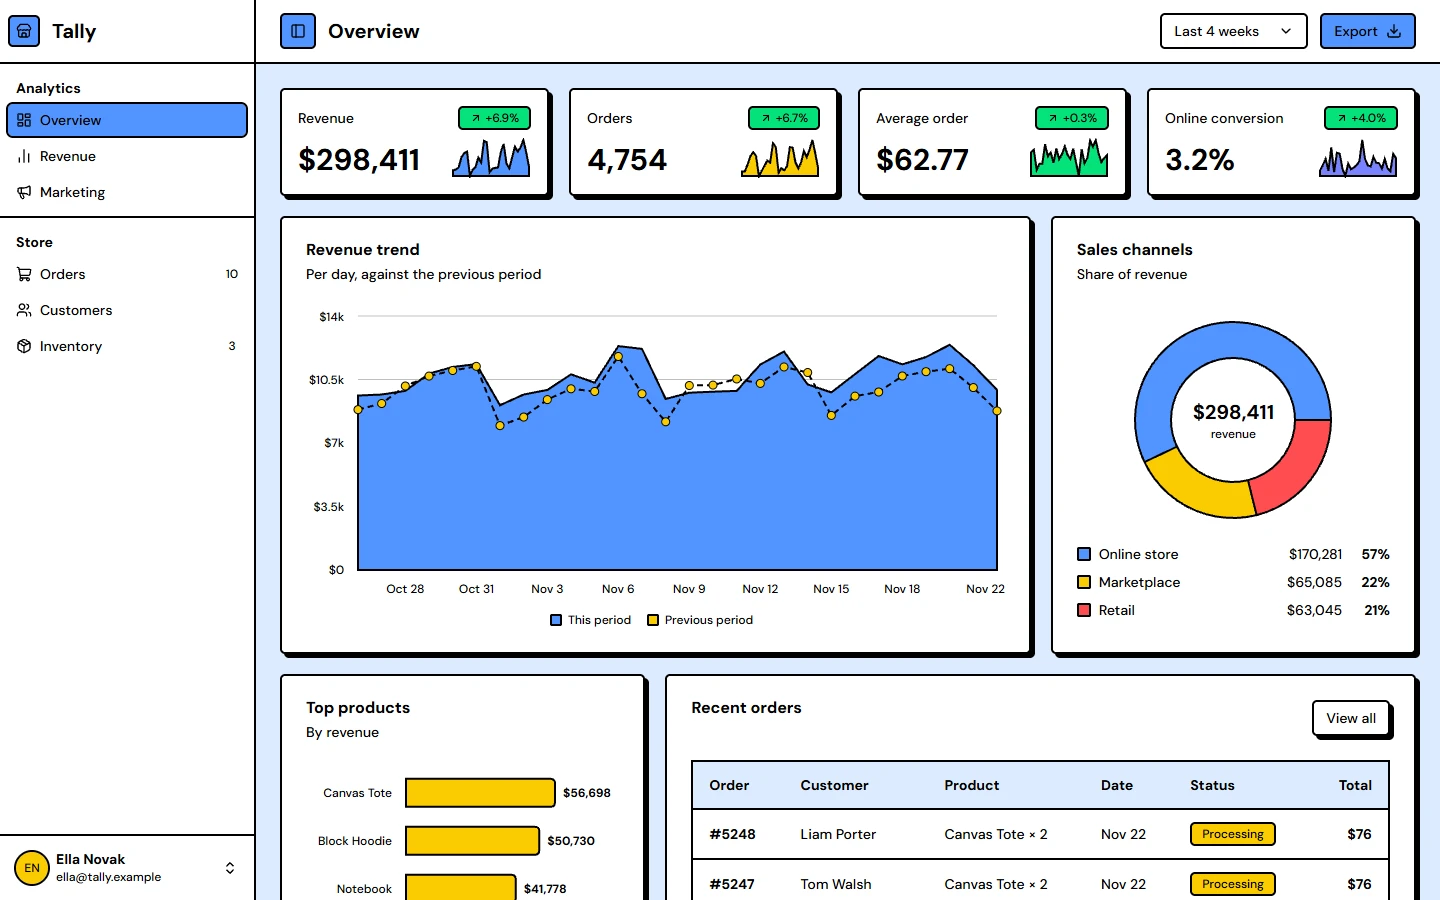 Tally
Overview
Last 4 weeks
Export
Analytics
Overview
Revenue
Marketing
Store
Orders 10
Customers
Inventory 3
Ella Novak
EN
ella@tally.example
Revenue
+6.9%
$298,411
Orders
+6.7%
4,754
Average order
+0.3%
$62.77
Online conversion
+4.0%
3.2%
Revenue trend
Per day, against the previous period
$14k
$10.5k
$7k
$3.5k
$0
Oct 28 Oct 31 Nov 3 Nov 6 Nov 9 Nov 12 Nov 15 Nov 18 Nov 22
This period Previous period
Sales channels
Share of revenue
$298,411
revenue
Online store $170,281 57%
Marketplace $65,085 22%
Retail $63,045 21%
Top products
By revenue
Canvas Tote $56,698
Block Hoodie $50,730
Notebook $41,778
Recent orders
View all
Order Customer Product Date Status Total
#5248 Liam Porter Canvas Tote × 2 Nov 22 Processing $76
#5247 Tom Walsh Canvas Tote × 2 Nov 22 Processing $76